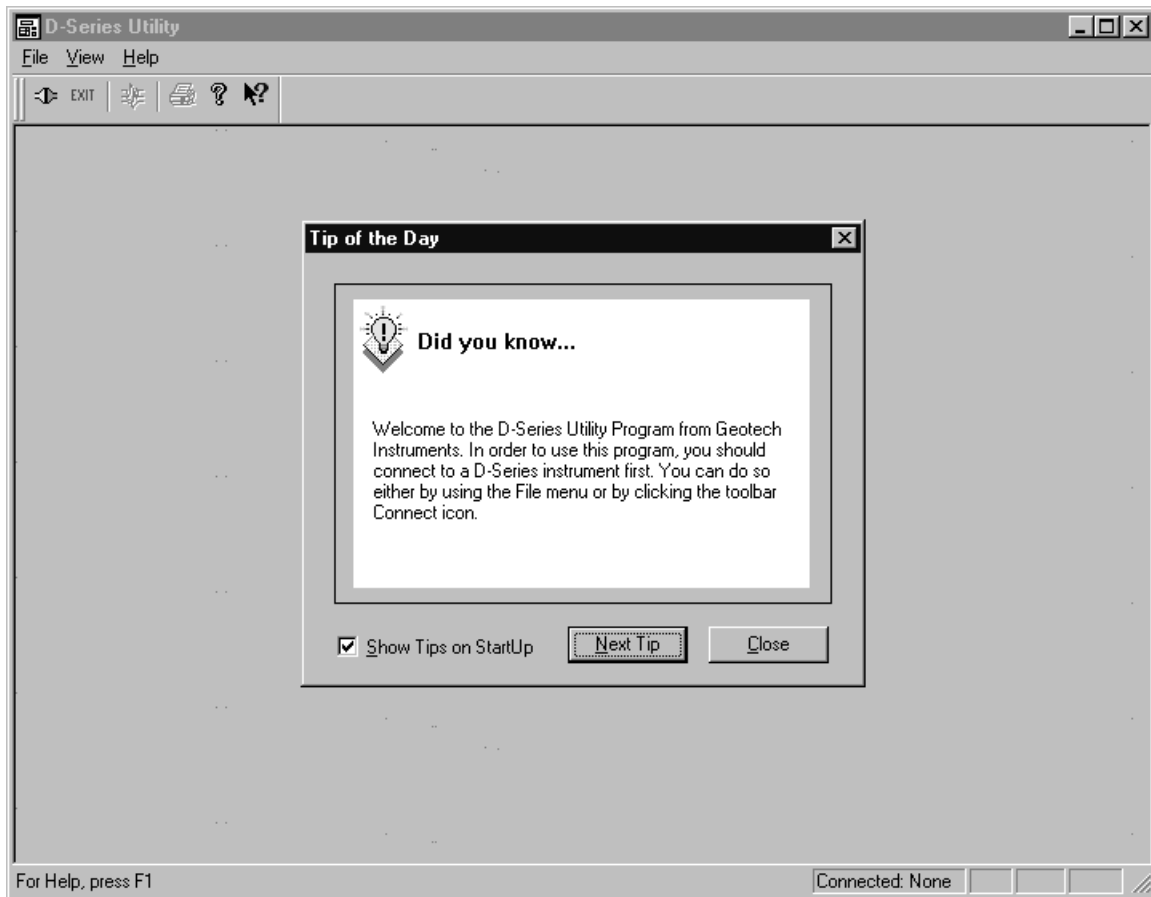 D-Series Utility
File View Help
EXIT
Tip of the Day
Did you know...
Welcome to the D-Series Utility Program from Geotech
Instruments. In order to use this program, you should
connect to a D-Series instrument first. You can do so
either by using the File menu or by clicking the toolbar
Connect icon.
Show Tips on StartUp Next Tip Close
For Help, press F1 Connected: None